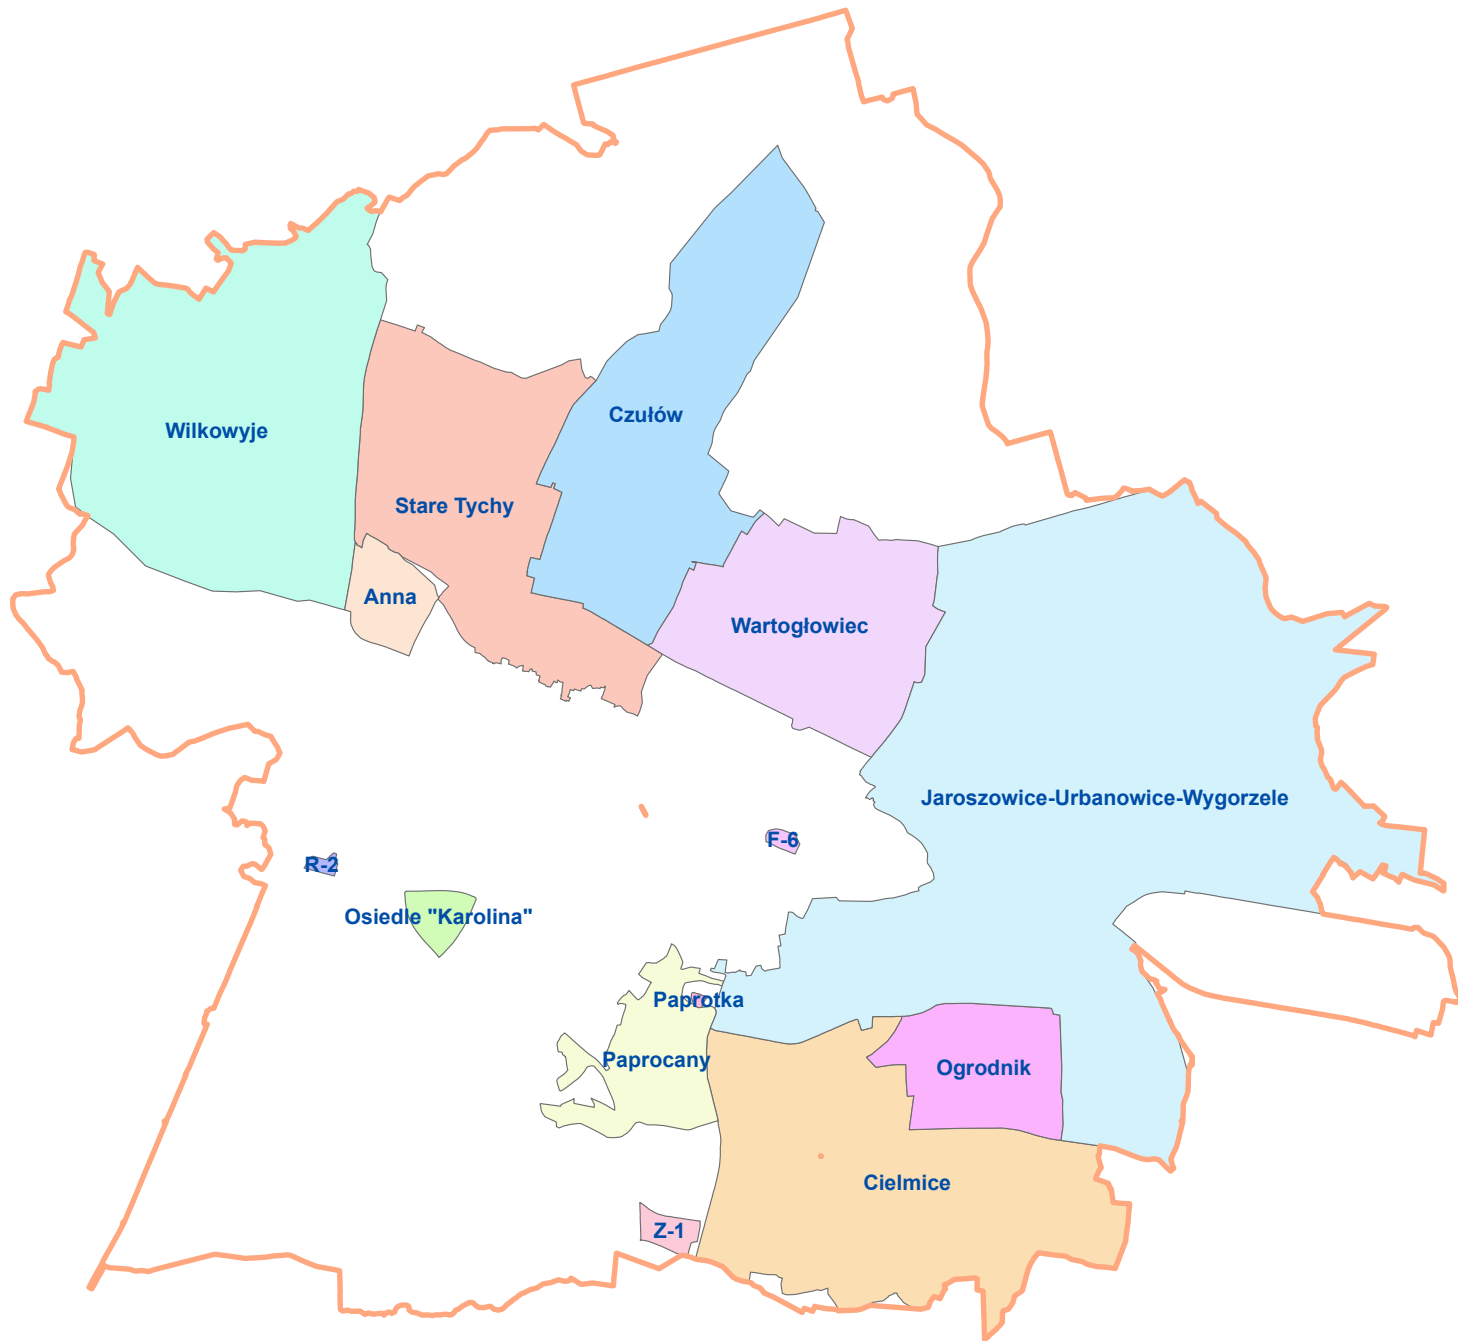 Czułów
Wilkowyje
Stare Tychy
Anna
Wartogłowiec
Jaroszowice-Urbanowice-Wygorzele
F-6
R-2
Osiedle "Karolina"
Paprotka
Paprocany
Ogrodnik
Cielmice
Z-1